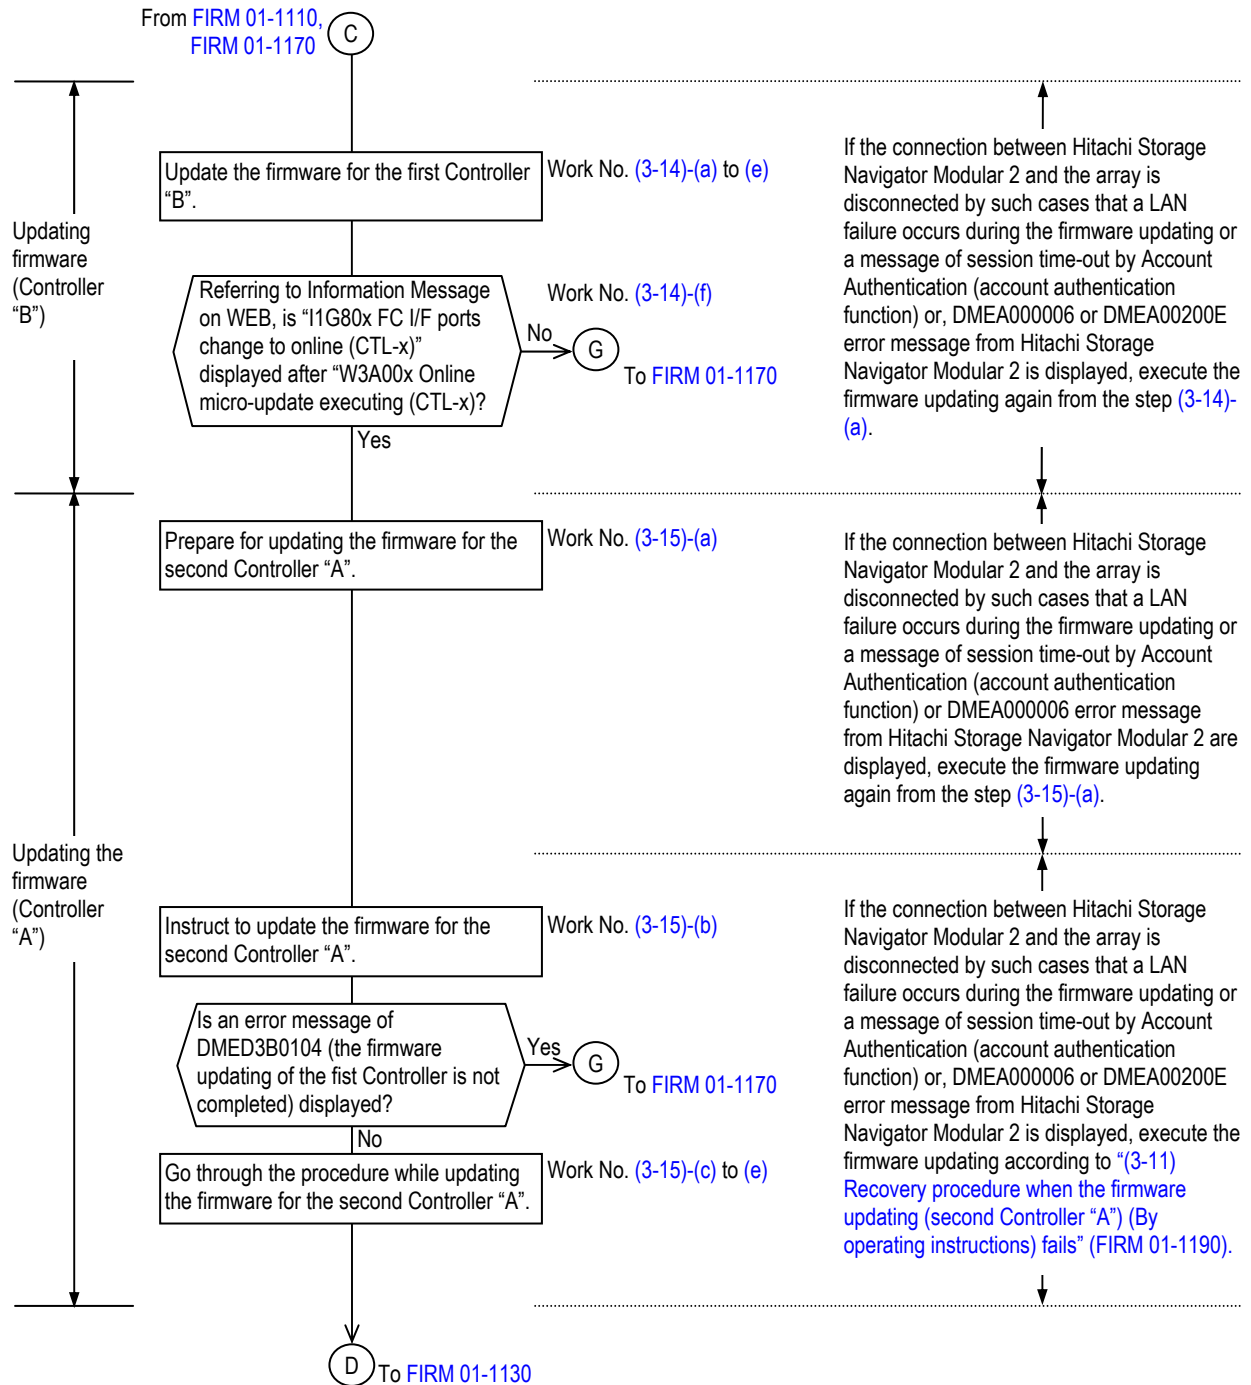 From FIRM 01-1110,
FIRM 01-1170
C
Updating
firmware
(Controller
“B”)
Update the firmware for the first Controller
“B”.
Work No. (3-14)-(a) to (e)
Referring to Information Message
on WEB, is “I1G80x FC I/F ports
change to online (CTL-x)”
displayed after “W3A00x Online
micro-update executing (CTL-x)?
Work No. (3-14)-(f)
No
G
To FIRM 01-1170
Yes
If the connection between Hitachi Storage
Navigator Modular 2 and the array is
disconnected by such cases that a LAN
failure occurs during the firmware updating or
a message of session time-out by Account
Authentication (account authentication
function) or, DMEA000006 or DMEA00200E
error message from Hitachi Storage
Navigator Modular 2 is displayed, execute the
firmware updating again from the step (3-14)-
(a).
Updating the
firmware
(Controller
“A”)
Prepare for updating the firmware for the
second Controller “A”.
Work No. (3-15)-(a)
If the connection between Hitachi Storage
Navigator Modular 2 and the array is
disconnected by such cases that a LAN
failure occurs during the firmware updating or
a message of session time-out by Account
Authentication (account authentication
function) or DMEA000006 error message
from Hitachi Storage Navigator Modular 2 are
displayed, execute the firmware updating
again from the step (3-15)-(a).
Instruct to update the firmware for the
second Controller “A”.
Work No. (3-15)-(b)
Is an error message of
DMED3B0104 (the firmware
updating of the fist Controller is not
completed) displayed?
Yes
G
To FIRM 01-1170
No
Go through the procedure while updating
the firmware for the second Controller “A”.
Work No. (3-15)-(c) to (e)
If the connection between Hitachi Storage
Navigator Modular 2 and the array is
disconnected by such cases that a LAN
failure occurs during the firmware updating or
a message of session time-out by Account
Authentication (account authentication
function) or, DMEA000006 or DMEA00200E
error message from Hitachi Storage
Navigator Modular 2 is displayed, execute the
firmware updating according to “(3-11)
Recovery procedure when the firmware
updating (second Controller “A”) (By
operating instructions) fails” (FIRM 01-1190).
D
To FIRM 01-1130